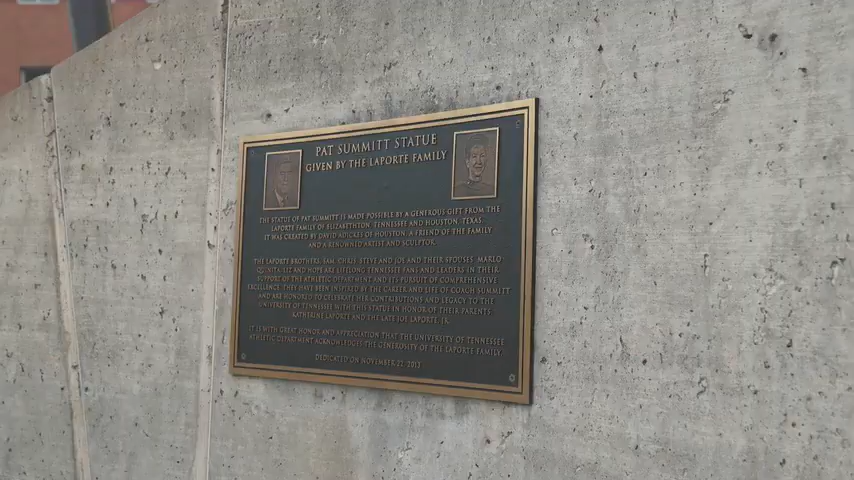 PAT SUMMITT STATUE
GIVEN BY THE LAPORTE FAMILY
THE STATUE OF PAT SUMMITT IS MADE POSSIBLE BY A GENEROUS GIFT FROM THE
LAPORTE FAMILY OF ELIZABETHTON, TENNESSEE AND HOUSTON, TEXAS.
IT WAS CREATED BY DAVID ADICKES OF HOUSTON, A FRIEND OF THE FAMILY
AND A RENOWNED ARTIST AND SCULPTOR.
THE LAPORTE BROTHERS, SAM, CHRIS, STEVE AND JOE AND THEIR SPOUSES, MARLO,
QUINITA, LIZ AND HOPE ARE LIFELONG TENNESSEE FANS AND LEADERS IN THEIR
SUPPORT OF THE ATHLETIC DEPARTMENT AND ITS PURSUIT OF COMPREHENSIVE
EXCELLENCE. THEY HAVE BEEN INSPIRED BY THE CAREER AND LIFE OF COACH SUMMITT
AND ARE HONORED TO CELEBRATE HER CONTRIBUTIONS AND LEGACY TO THE
UNIVERSITY OF TENNESSEE WITH THIS STATUE IN HONOR OF THEIR PARENTS,
KATHERINE LAPORTE AND THE LATE JOE LAPORTE, JR.
IT IS WITH GREAT HONOR AND APPRECIATION THAT THE UNIVERSITY OF TENNESSEE
ATHLETIC DEPARTMENT ACKNOWLEDGES THE GENEROSITY OF THE LAPORTE FAMILY.
DEDICATED ON NOVEMBER 22, 2013